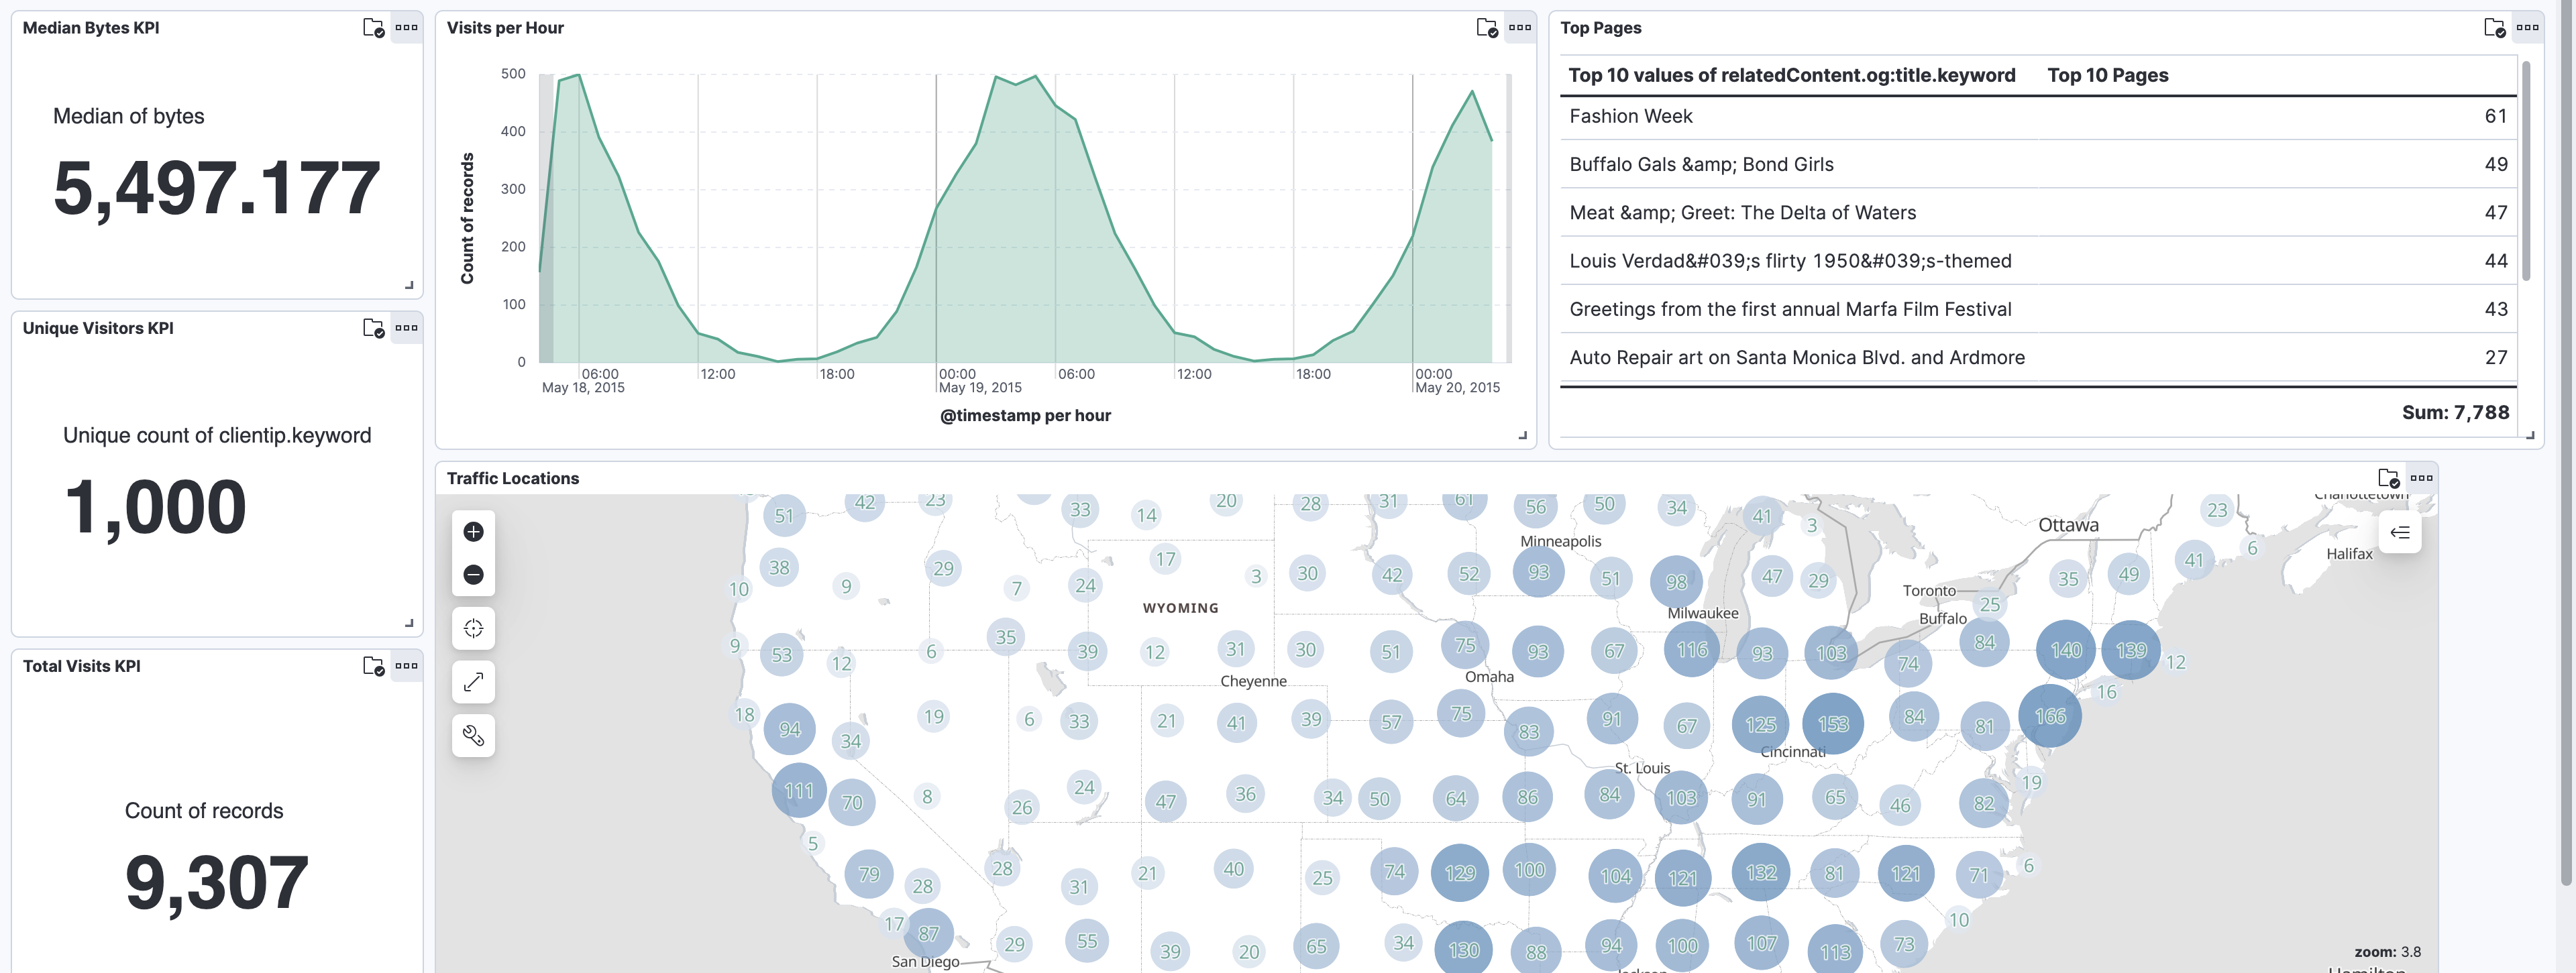 Median Bytes KPI
Median of bytes
5,497.177
Unique Visitors KPI
Unique count of clientip.keyword
1,000
Total Visits KPI
Count of records
9,307
Visits per Hour
Count of records
500
400
300
200
100
0
06:00 12:00 18:00 00:00 06:00 12:00 18:00 00:00
May 18, 2015 May 19, 2015 May 20, 2015
@timestamp per hour
Top Pages
Top 10 values of relatedContent.og:title.keyword Top 10 Pages
Fashion Week 61
Buffalo Gals &amp; Bond Girls 49
Meat &amp; Greet: The Delta of Waters 47
Louis Verdad&#039;s flirty 1950&#039;s-themed 44
Greetings from the first annual Marfa Film Festival 43
Auto Repair art on Santa Monica Blvd. and Ardmore 27
Sum: 7,788
Traffic Locations
Charlottetown
51 42 23 33 14 20 28 31 61 56 50 34 41 3 23
Ottawa
Minneapolis
Halifax
38 9 29 7 24 17 3 30 42 52 93 51 98 47 29 35 49 41 6
10
WYOMING
Toronto
25
Milwaukee
Buffalo
9 53 12 6 35 39 12 31 30 51 75 93 67 116 93 103 74 84 140 139 12
Cheyenne
Omaha
16
18 94 34 19 6 33 21 41 39 57 75 83 91 67 125 153 84 81 166
Cincinnati
St. Louis
111 70 8 26 24 47 36 34 50 64 86 84 103 91 65 46 82 19
5
79 28 28 31 21 40 25 74 129 100 104 121 132 81 121 71 6
17 87 29 55 39 20 65 34 130 88 94 100 107 113 73 10
San Diego
zoom: 3.8
Jackson
Hamilton